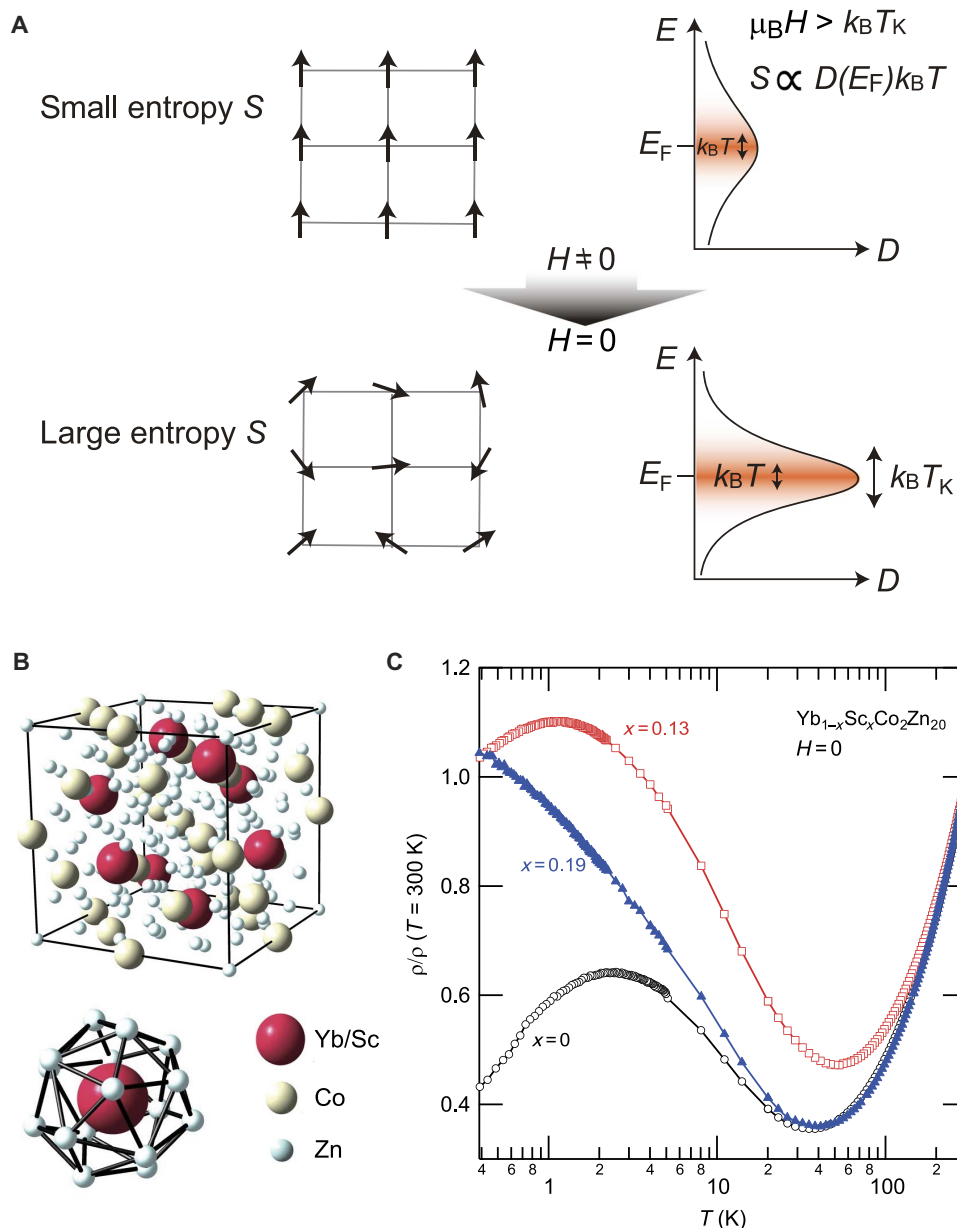 A
Small entropy S
E
μBH > kBTK
S ∝ D(EF)kBT
EF
kBT
D
H ≠ 0
H = 0
Large entropy S
E
EF
kBT
kBTK
D
B
Yb/Sc
Co
Zn
C
1.2
1.0
0.8
0.6
0.4
ρ/ρ (T = 300 K)
Yb1−xScxCo2Zn20
H = 0
x = 0.13
x = 0.19
x = 0
4 6 8 2 4 6 8 2 4 6 8 2
1 10 100
T (K)